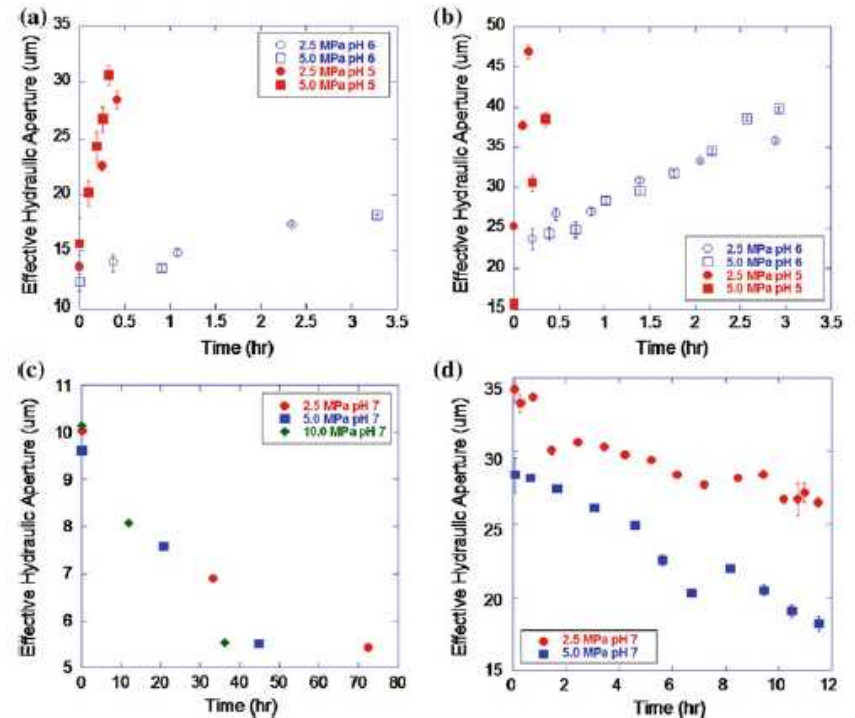 (a)
Effective Hydraulic Aperture (um)
35
30
25
20
15
10
2.5 MPa pH 6
5.0 MPa pH 6
2.5 MPa pH 5
5.0 MPa pH 5
0 0.5 1 1.5 2 2.5 3 3.5
Time (hr)
(b)
Effective Hydraulic Aperture (um)
50
45
40
35
30
25
20
15
2.5 MPa pH 6
5.0 MPa pH 6
2.5 MPa pH 5
5.0 MPa pH 5
0 0.5 1 1.5 2 2.5 3 3.5
Time (hr)
(c)
Effective Hydraulic Aperture (um)
11
10
9
8
7
6
5
2.5 MPa pH 7
5.0 MPa pH 7
10.0 MPa pH 7
0 10 20 30 40 50 60 70 80
Time (hr)
(d)
Effective Hydraulic Aperture (um)
35
30
25
20
15
2.5 MPa pH 7
5.0 MPa pH 7
0 2 4 6 8 10 12
Time (hr)